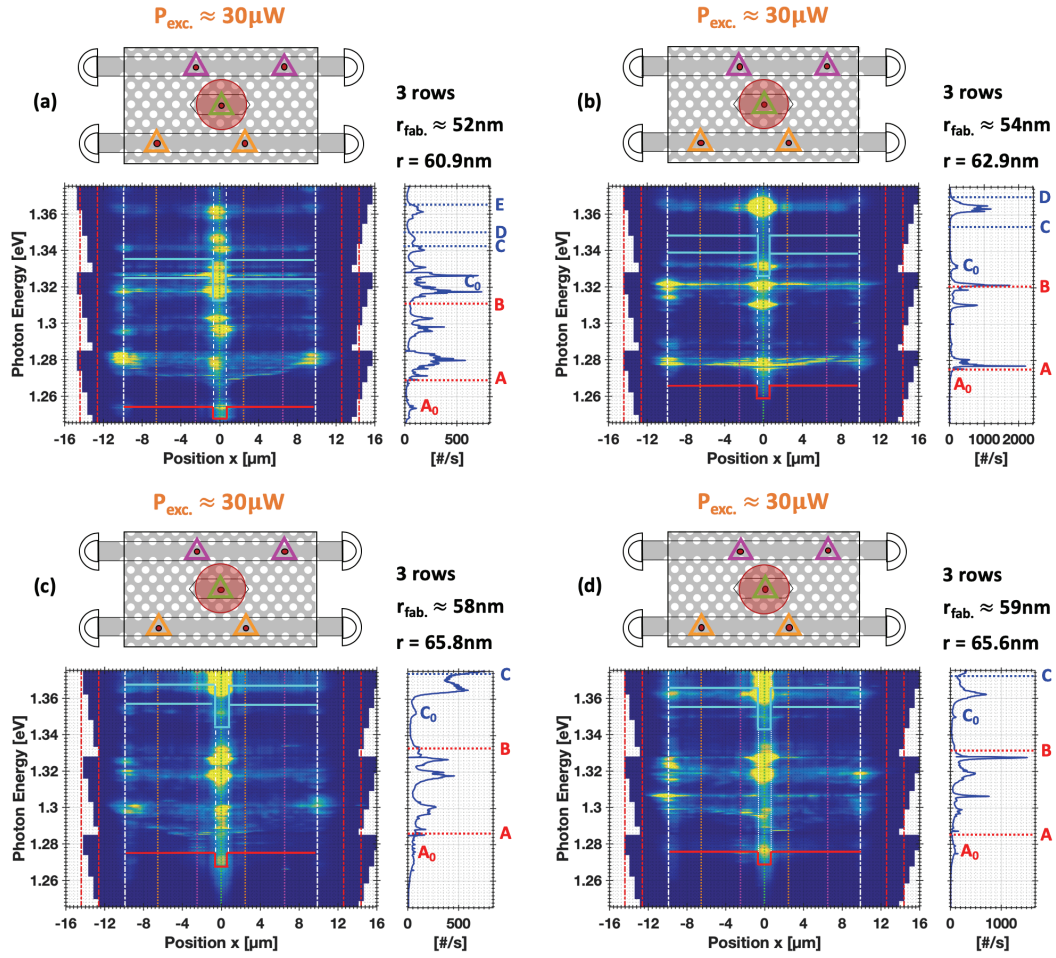 P_exc. ≈ 30μW
P_exc. ≈ 30μW
(a)
3 rows
r_fab. ≈ 52nm
r = 60.9nm
Photon Energy [eV]
1.36
1.34
1.32
1.3
1.28
1.26
-16 -12 -8 -4 0 4 8 12 16
Position x [μm]
E
D
C
C₀
B
A
A₀
0 5000
[#/s]
(b)
3 rows
r_fab. ≈ 54nm
r = 62.9nm
Photon Energy [eV]
1.36
1.34
1.32
1.3
1.28
1.26
-16 -12 -8 -4 0 4 8 12 16
Position x [μm]
D
C
C₀
B
A
A₀
0 1000 2000
[#/s]
P_exc. ≈ 30μW
P_exc. ≈ 30μW
(c)
3 rows
r_fab. ≈ 58nm
r = 65.8nm
Photon Energy [eV]
1.36
1.34
1.32
1.3
1.28
1.26
-16 -12 -8 -4 0 4 8 12 16
Position x [μm]
C
C₀
B
A
A₀
0 5000
[#/s]
(d)
3 rows
r_fab. ≈ 59nm
r = 65.6nm
Photon Energy [eV]
1.36
1.34
1.32
1.3
1.28
1.26
-16 -12 -8 -4 0 4 8 12 16
Position x [μm]
C
C₀
B
A
A₀
0 1000
[#/s]